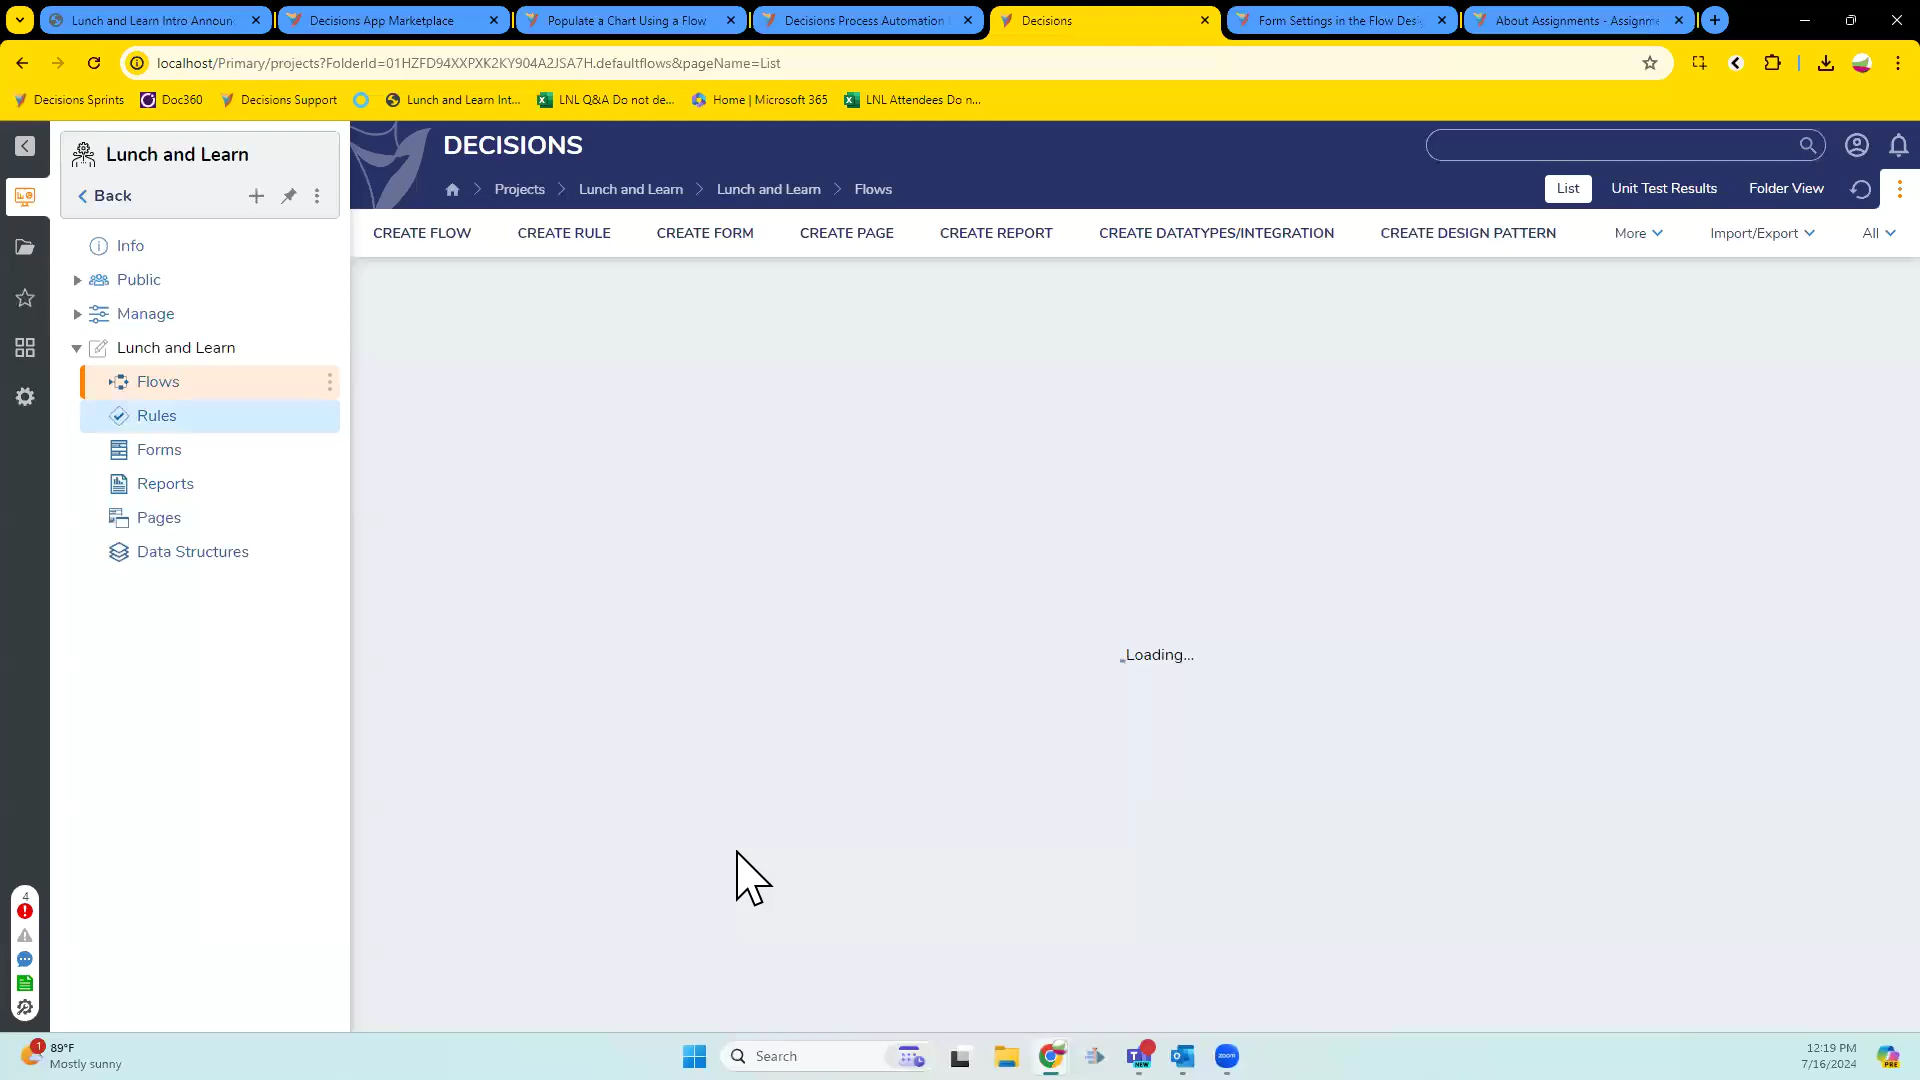 Lunch and Learn Intro Announ
Decisions App Marketplace
Populate a Chart Using a Flow
Decisions Process Automation
Decisions
Form Settings in the Flow Desi
About Assignments - Assignme
localhost/Primary/projects?FolderId=01HZFD94XXPXK2KY904A2JSA7H.defaultflows&pageName=List
Decisions Sprints
Doc360
Decisions Support
Lunch and Learn Int...
LNL Q&A Do not de...
Home | Microsoft 365
LNL Attendees Do n...
Lunch and Learn
Back
Info
Public
Manage
Lunch and Learn
Flows
Rules
Forms
Reports
Pages
Data Structures
DECISIONS
Projects
Lunch and Learn
Lunch and Learn
Flows
List
Unit Test Results
Folder View
CREATE FLOW
CREATE RULE
CREATE FORM
CREATE PAGE
CREATE REPORT
CREATE DATATYPES/INTEGRATION
CREATE DESIGN PATTERN
More
Import/Export
All
Loading...
4
1
89°F
Mostly sunny
Search
NEW
zoom
12:19 PM
7/16/2024
PRE